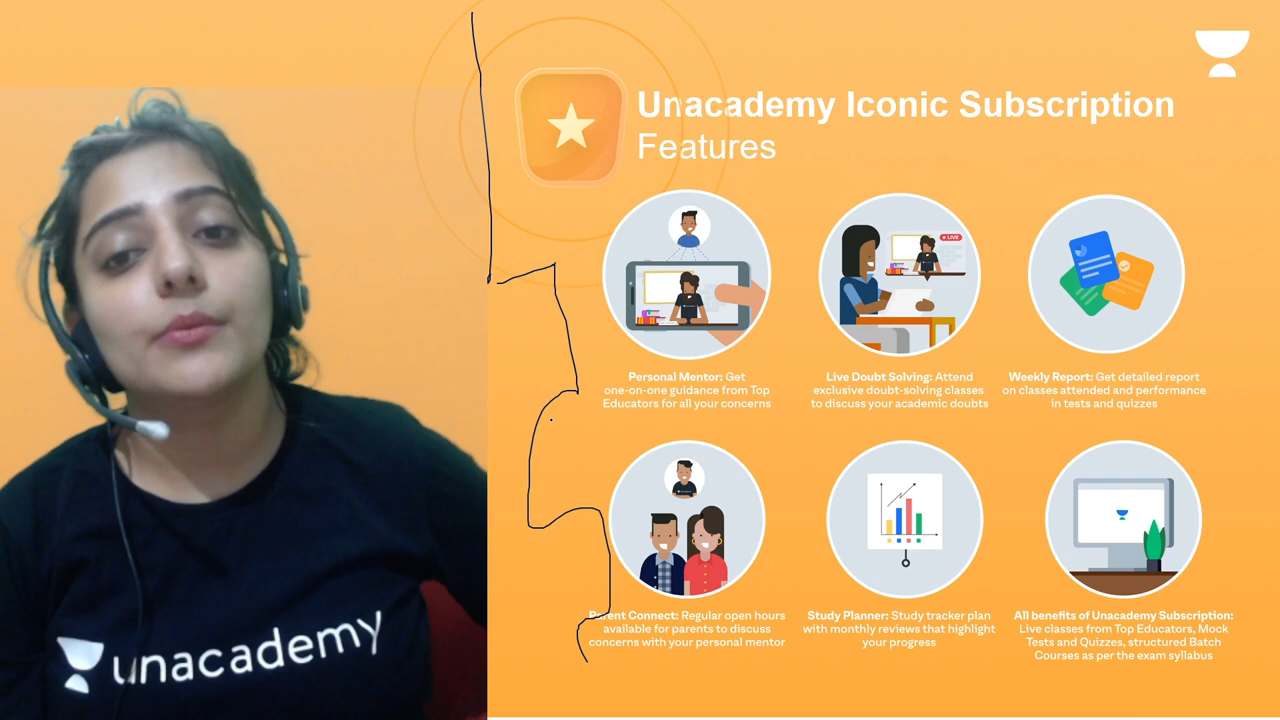 Unacademy Iconic Subscription
Features
LIVE
Personal Mentor: Get
one-on-one guidance from Top
Educators for all your concerns
Live Doubt Solving: Attend
exclusive doubt-solving classes
to discuss your academic doubts
Weekly Report: Get detailed report
on classes attended and performance
in tests and quizzes
Parent Connect: Regular open hours
available for parents to discuss
concerns with your personal mentor
Study Planner: Study tracker plan
with monthly reviews that highlight
your progress
All benefits of Unacademy Subscription:
Live classes from Top Educators, Mock
Tests and Quizzes, structured Batch
Courses as per the exam syllabus
unacademy